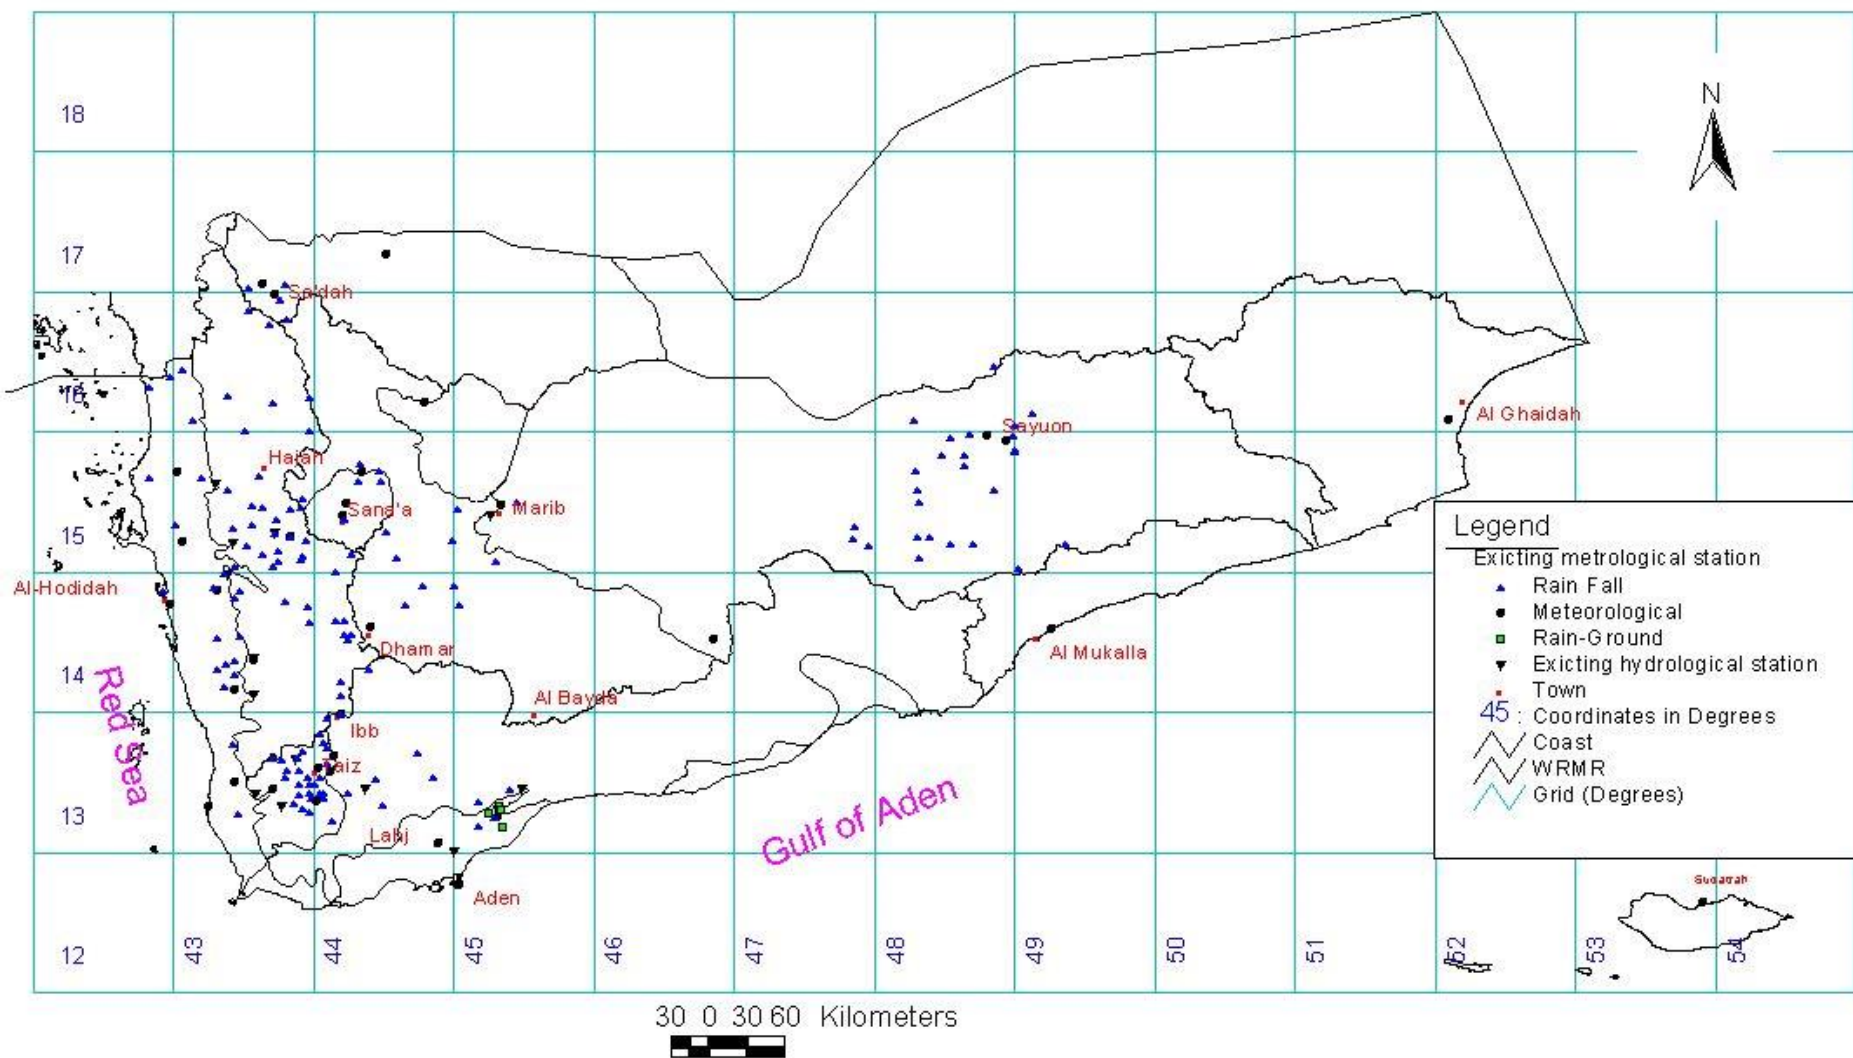 N
18
17
Sa'dah
16
Al Ghaidah
Sayuon
Hajah
Marib
Sana'a
15
Legend
Exicting metrological station
Rain Fall
Meteorological
Rain-Ground
Exicting hydrological station
Town
45 : Coordinates in Degrees
Coast
WRMR
Grid (Degrees)
Al-Hodidah
Dhamar
Al Mukalla
14
Red Sea
Al Bayda
Ibb
Taiz
13
Lahj
Gulf of Aden
Aden
12
43
44
45
46
47
48
49
50
51
52
53
54
30 0 30 60 Kilometers